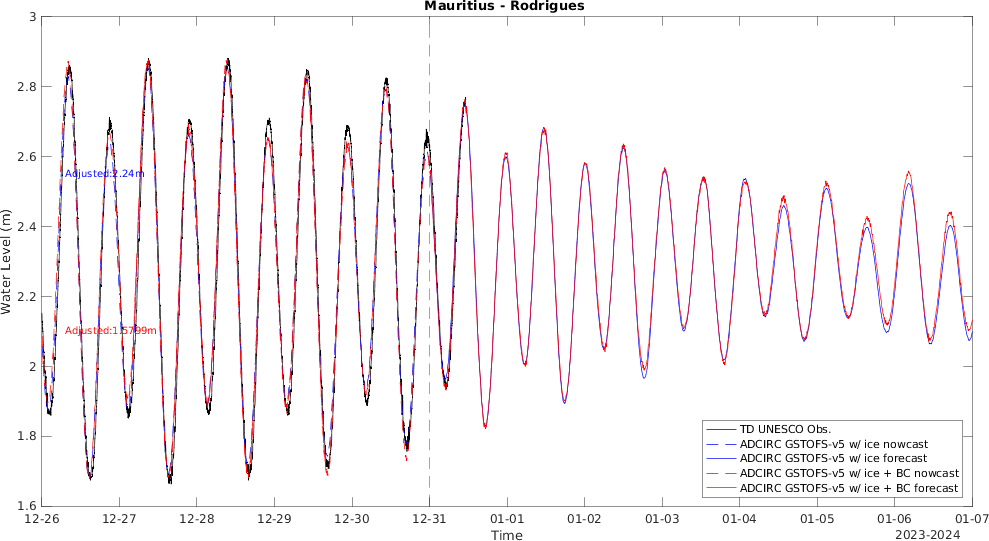 Mauritius - Rodrigues
3
2.8
2.6
2.4
2.2
2
1.8
1.6
Water Level (m)
Adjusted:2.24m
Adjusted:1.5799m
TD UNESCO Obs.
ADCIRC GSTOFS-v5 w/ ice nowcast
ADCIRC GSTOFS-v5 w/ ice forecast
ADCIRC GSTOFS-v5 w/ ice + BC nowcast
ADCIRC GSTOFS-v5 w/ ice + BC forecast
12-26 12-27 12-28 12-29 12-30 12-31 01-01 01-02 01-03 01-04 01-05 01-06 01-07
Time
2023-2024